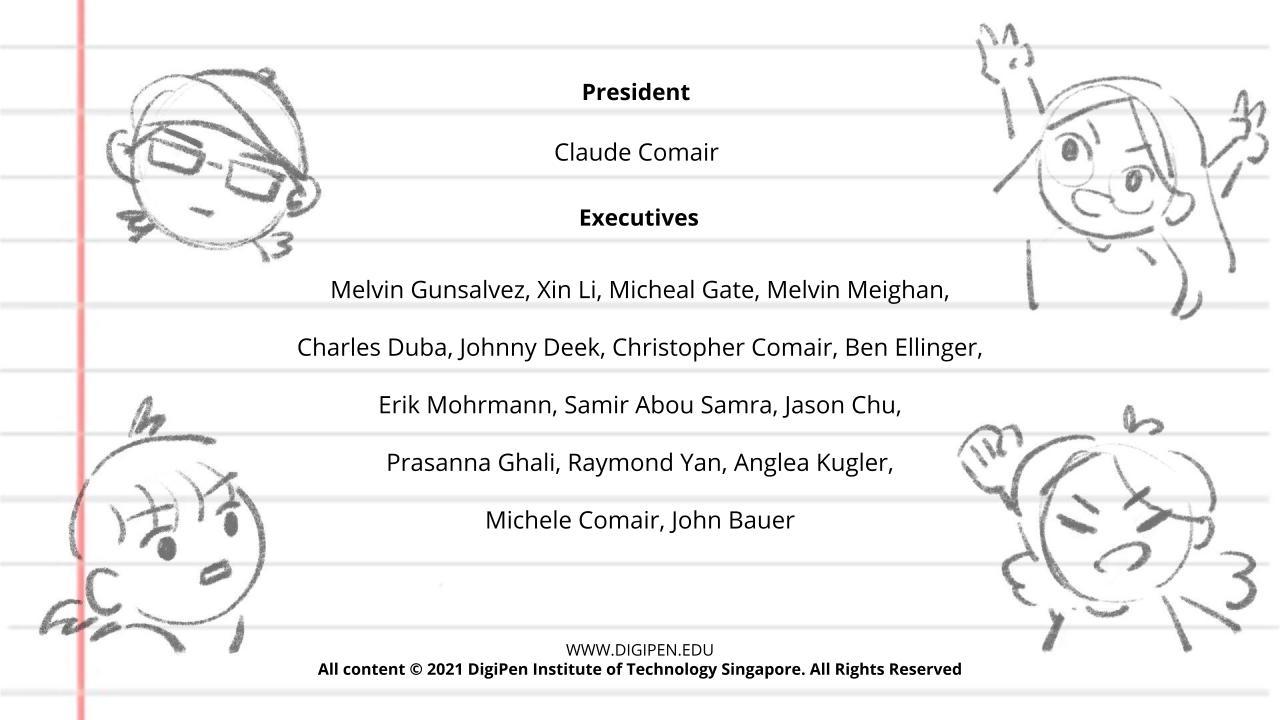 President
Claude Comair
Executives
Melvin Gunsalvez, Xin Li, Micheal Gate, Melvin Meighan,
Charles Duba, Johnny Deek, Christopher Comair, Ben Ellinger,
Erik Mohrmann, Samir Abou Samra, Jason Chu,
Prasanna Ghali, Raymond Yan, Anglea Kugler,
Michele Comair, John Bauer
WWW.DIGIPEN.EDU
All content © 2021 DigiPen Institute of Technology Singapore. All Rights Reserved